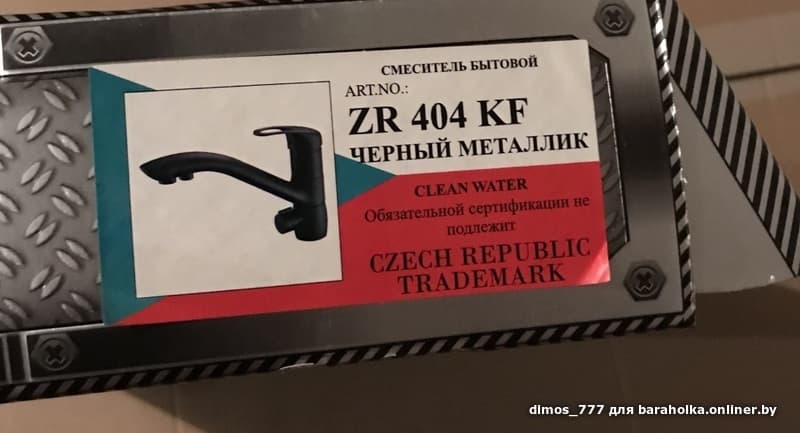 СМЕСИТЕЛЬ БЫТОВОЙ
ART.NO.:
ZR 404 KF
ЧЕРНЫЙ МЕТАЛЛИК
CLEAN WATER
Обязательной сертификации не
подлежит
CZECH REPUBLIC
TRADEMARK
dimos_777 для baraholka.onliner.by